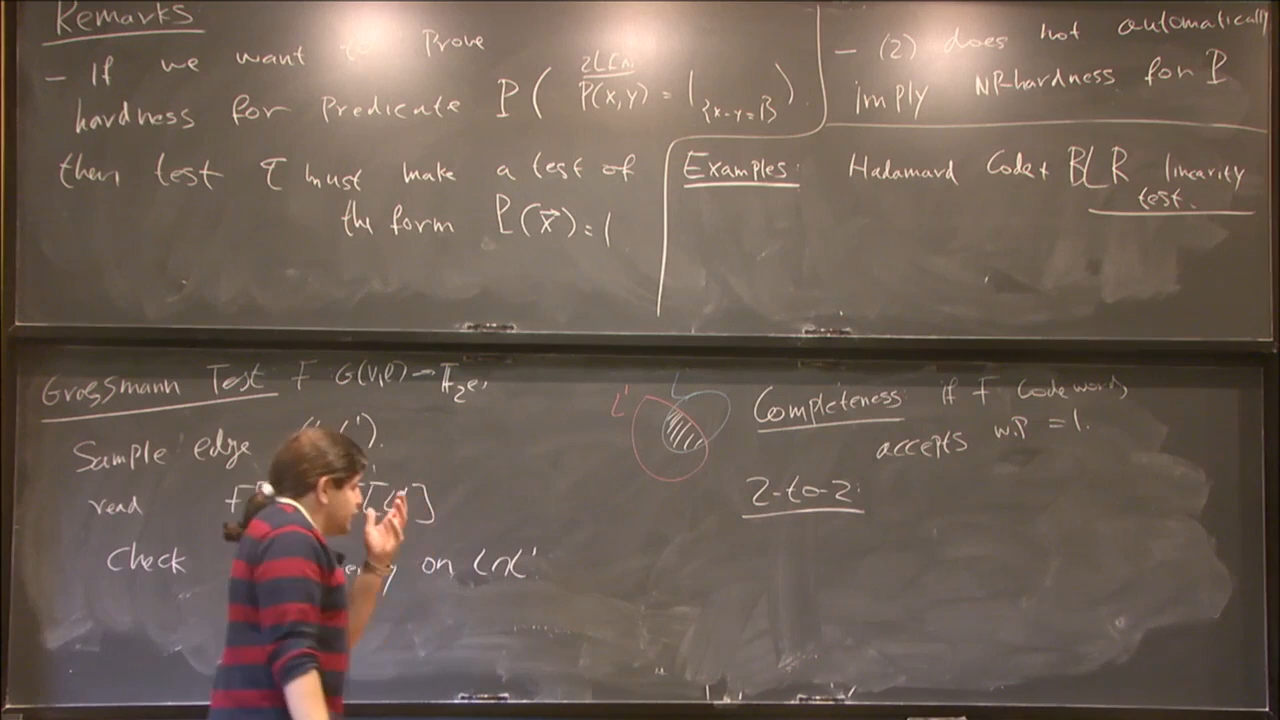 Remarks:
- If we want to Prove
hardness for Predicate P( P(x,y) = 1_{x-y=b} ).
then test τ must make a test of
the form P(x⃗)=1
- (2) does not automatically
imply NP-hardness for P
Examples: Hadamard Code + BLR linearity
test.
Grassmann Test F G(V,ℓ)→
Sample edge
read F
[L']
Check on L∩L'.
L'
L
Completeness: if F Codeword,
accepts w.p = 1.
2-to-2: